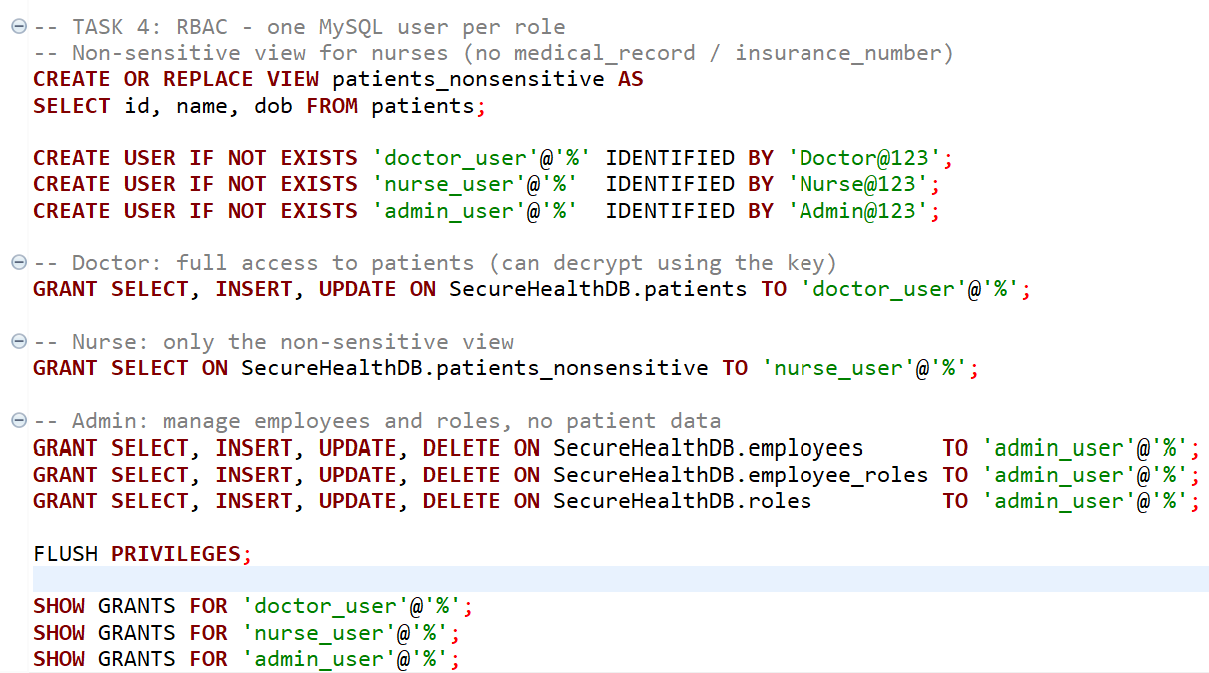 -- TASK 4: RBAC - one MySQL user per role
-- Non-sensitive view for nurses (no medical_record / insurance_number)
CREATE OR REPLACE VIEW patients_nonsensitive AS
SELECT id, name, dob FROM patients;
CREATE USER IF NOT EXISTS 'doctor_user'@'%' IDENTIFIED BY 'Doctor@123';
CREATE USER IF NOT EXISTS 'nurse_user'@'%'  IDENTIFIED BY 'Nurse@123';
CREATE USER IF NOT EXISTS 'admin_user'@'%'  IDENTIFIED BY 'Admin@123';
-- Doctor: full access to patients (can decrypt using the key)
GRANT SELECT, INSERT, UPDATE ON SecureHealthDB.patients TO 'doctor_user'@'%';
-- Nurse: only the non-sensitive view
GRANT SELECT ON SecureHealthDB.patients_nonsensitive TO 'nurse_user'@'%';
-- Admin: manage employees and roles, no patient data
GRANT SELECT, INSERT, UPDATE, DELETE ON SecureHealthDB.employees      TO 'admin_user'@'%';
GRANT SELECT, INSERT, UPDATE, DELETE ON SecureHealthDB.employee_roles TO 'admin_user'@'%';
GRANT SELECT, INSERT, UPDATE, DELETE ON SecureHealthDB.roles          TO 'admin_user'@'%';
FLUSH PRIVILEGES;
SHOW GRANTS FOR 'doctor_user'@'%';
SHOW GRANTS FOR 'nurse_user'@'%';
SHOW GRANTS FOR 'admin_user'@'%';